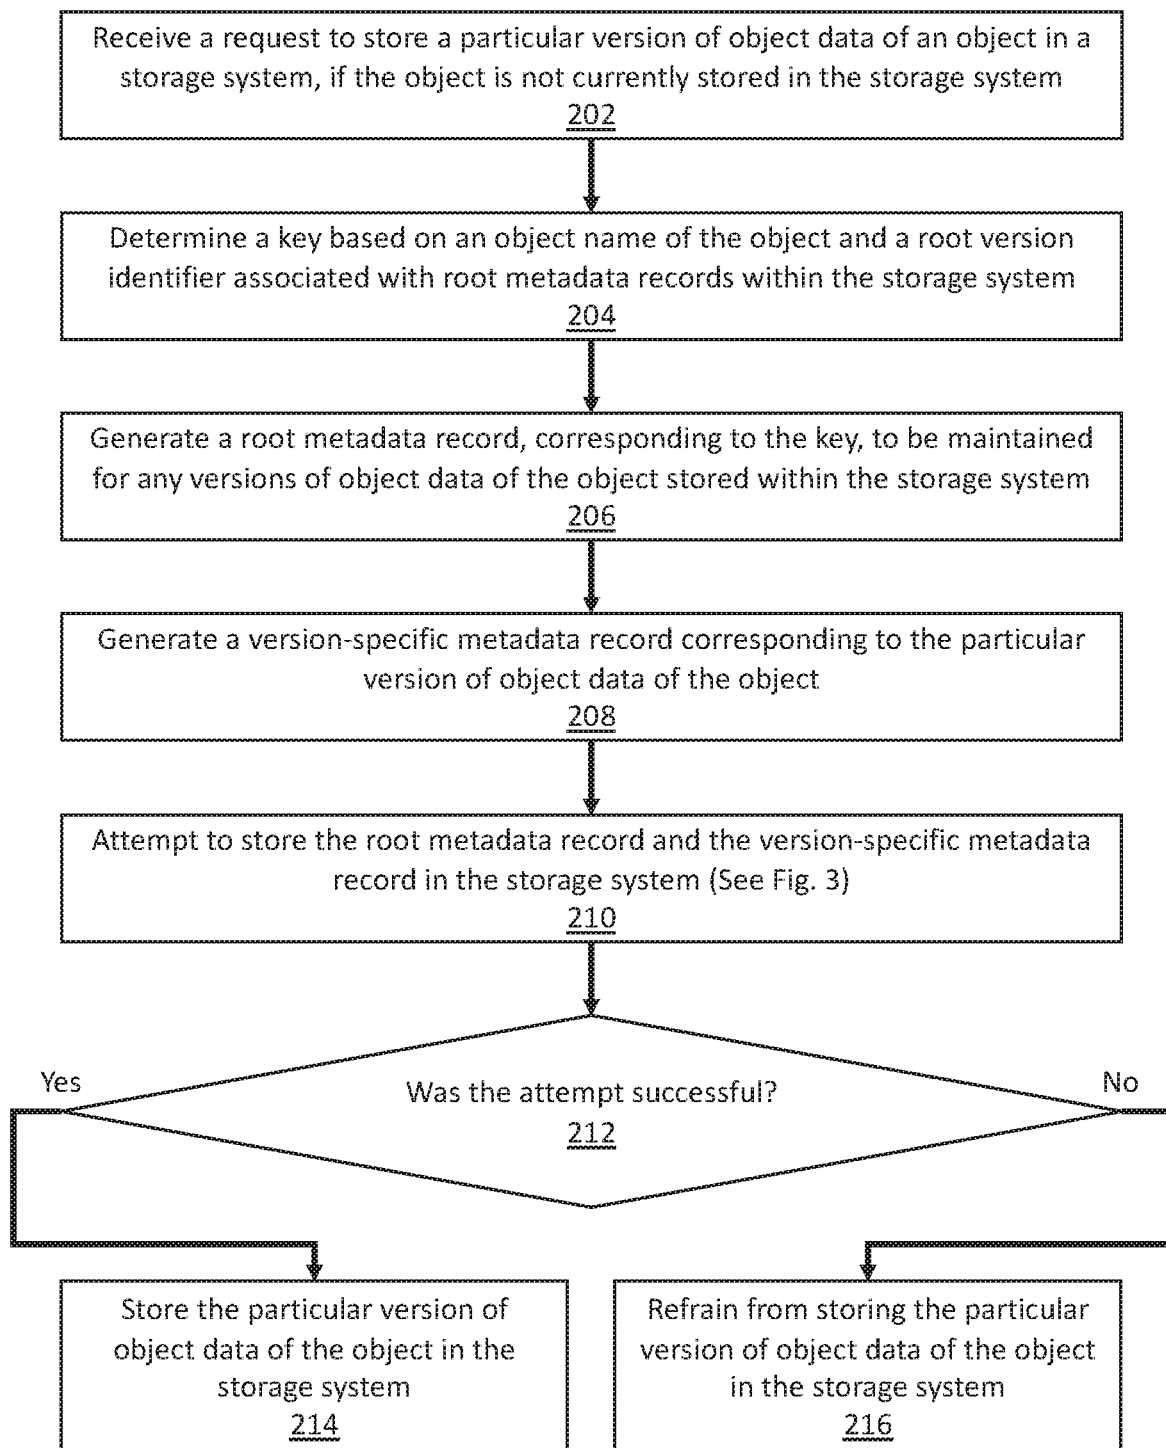 Receive a request to store a particular version of object data of an object in a
storage system, if the object is not currently stored in the storage system
202
Determine a key based on an object name of the object and a root version
identifier associated with root metadata records within the storage system
204
Generate a root metadata record, corresponding to the key, to be maintained
for any versions of object data of the object stored within the storage system
206
Generate a version-specific metadata record corresponding to the particular
version of object data of the object
208
Attempt to store the root metadata record and the version-specific metadata
record in the storage system (See Fig. 3)
210
Yes
Was the attempt successful?
No
212
Store the particular version of
object data of the object in the
storage system
214
Refrain from storing the particular
version of object data of the object
in the storage system
216